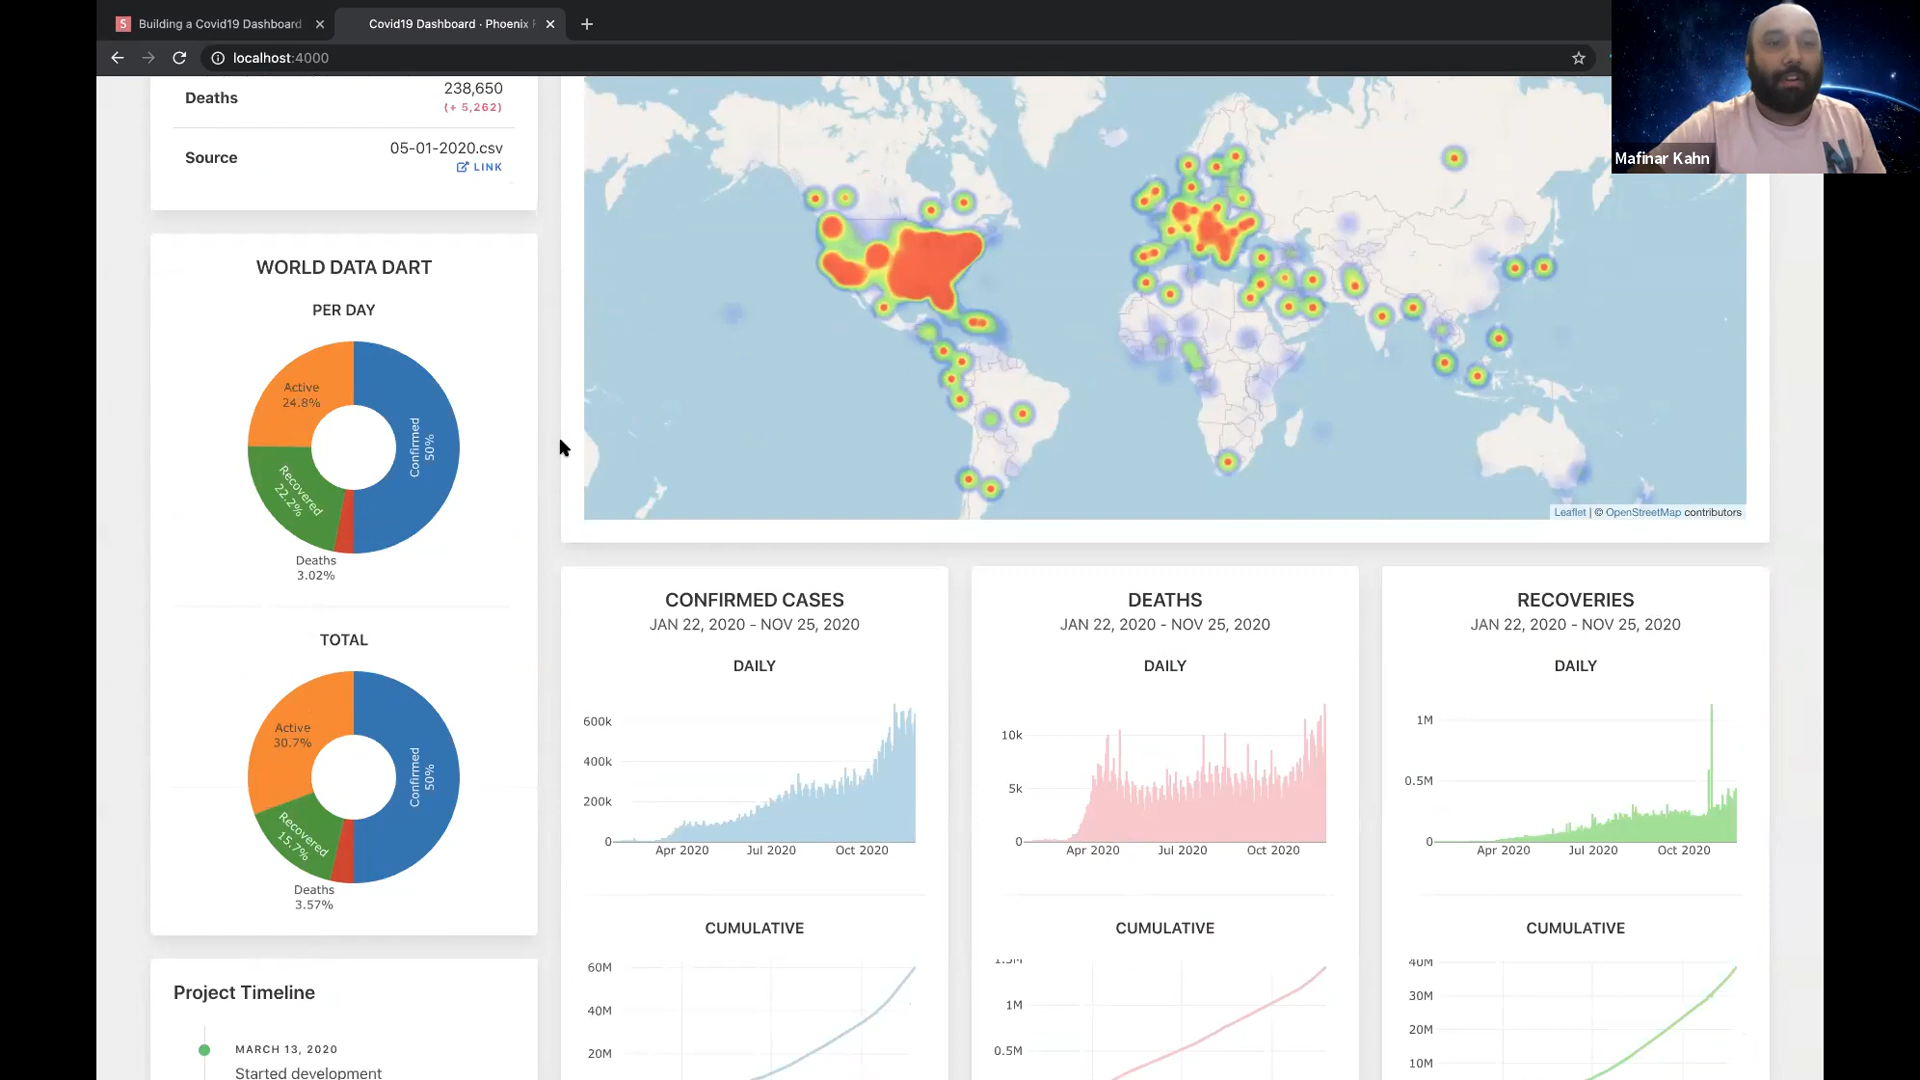 Building a Covid19 Dashboard
Covid19 Dashboard · Phoenix
localhost:4000
Mafinar Kahn
Deaths
238,650
(+ 5,262)
Source
05-01-2020.csv
LINK
WORLD DATA DART
PER DAY
Active
24.8%
Confirmed
50%
Recovered
22.2%
Deaths
3.02%
TOTAL
Active
30.7%
Confirmed
50%
Recovered
15.7%
Deaths
3.57%
Project Timeline
MARCH 13, 2020
Started development
Leaflet | © OpenStreetMap contributors
CONFIRMED CASES
JAN 22, 2020 - NOV 25, 2020
DAILY
600k
400k
200k
0
Apr 2020 Jul 2020 Oct 2020
CUMULATIVE
60M
40M
20M
DEATHS
JAN 22, 2020 - NOV 25, 2020
DAILY
10k
5k
0
Apr 2020 Jul 2020 Oct 2020
CUMULATIVE
1.5M
1M
0.5M
RECOVERIES
JAN 22, 2020 - NOV 25, 2020
DAILY
1M
0.5M
0
Apr 2020 Jul 2020 Oct 2020
CUMULATIVE
40M
30M
20M
10M